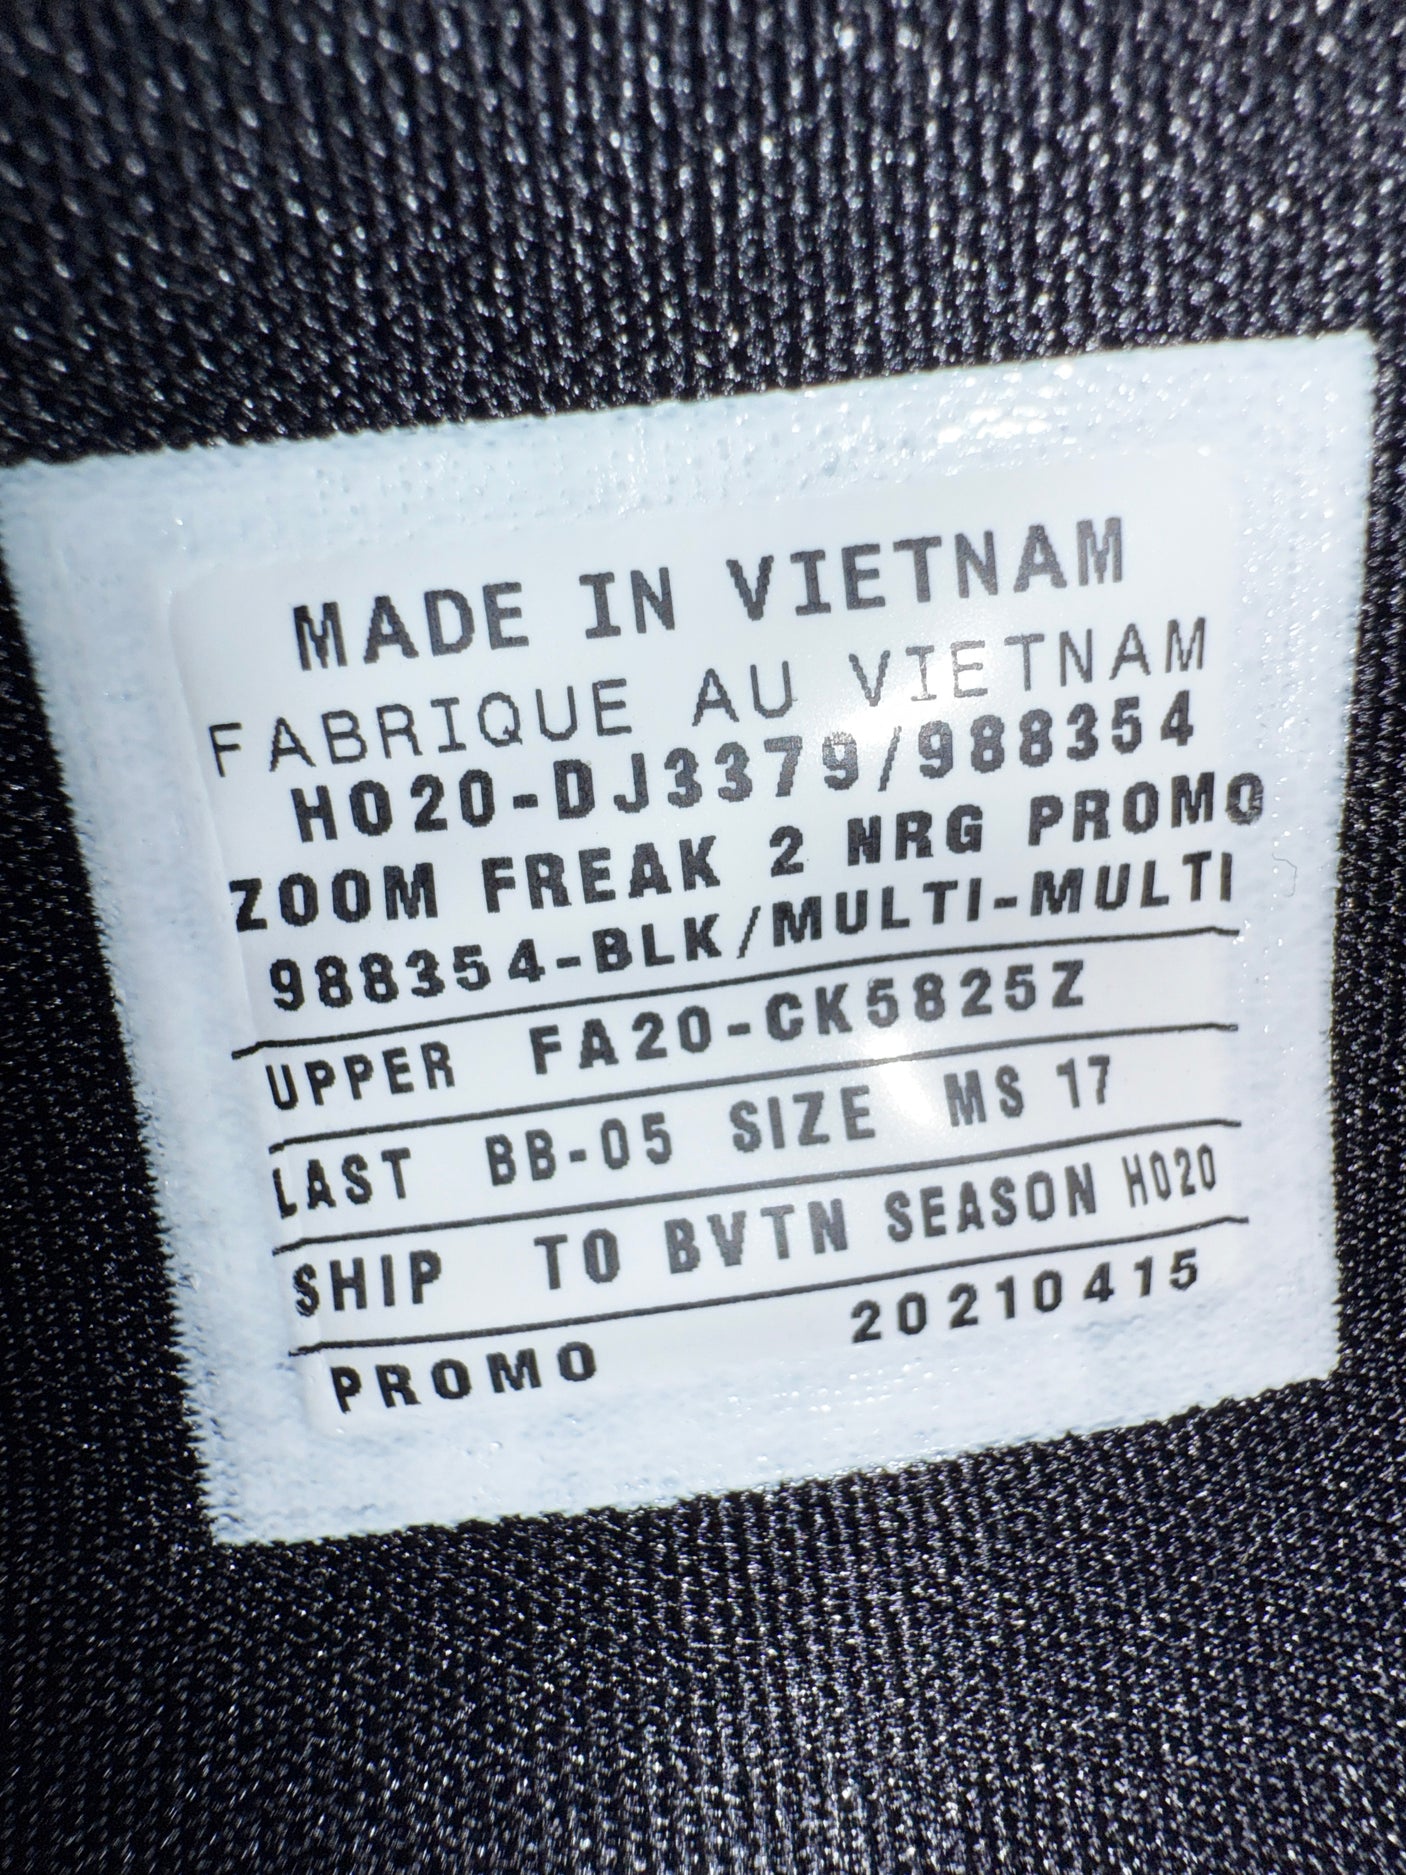 MADE IN VIETNAM
FABRIQUE AU VIETNAM
HO20-DJ3379/988354
ZOOM FREAK 2 NRG PROMO
988354-BLK/MULTI-MULTI
UPPER FA20-CK5825Z
LAST BB-05 SIZE MS 17
SHIP TO BVTN SEASON HO20
PROMO 20210415